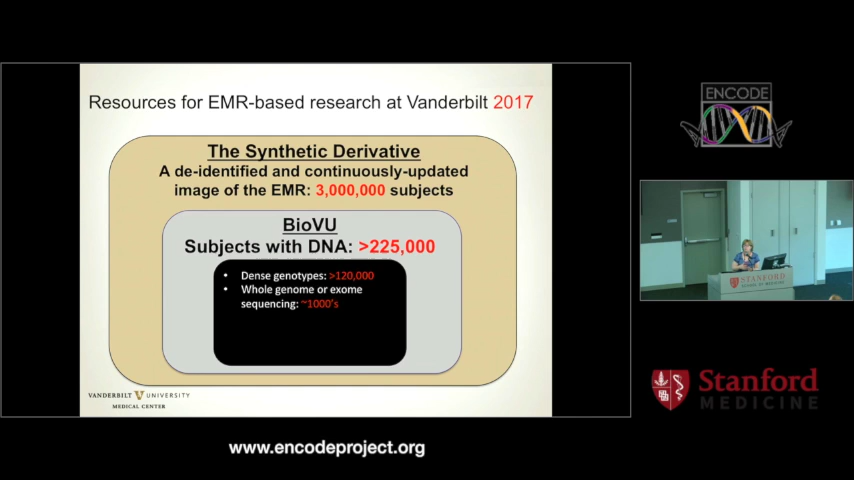 Resources for EMR-based research at Vanderbilt 2017
The Synthetic Derivative
A de-identified and continuously-updated
image of the EMR: 3,000,000 subjects
BioVU
Subjects with DNA: >225,000
• Dense genotypes: >120,000
• Whole genome or exome
sequencing: ~1000's
VANDERBILT V UNIVERSITY
MEDICAL CENTER
ENCODE
STANFORD
SCHOOL OF MEDICINE
Stanford
MEDICINE
www.encodeproject.org